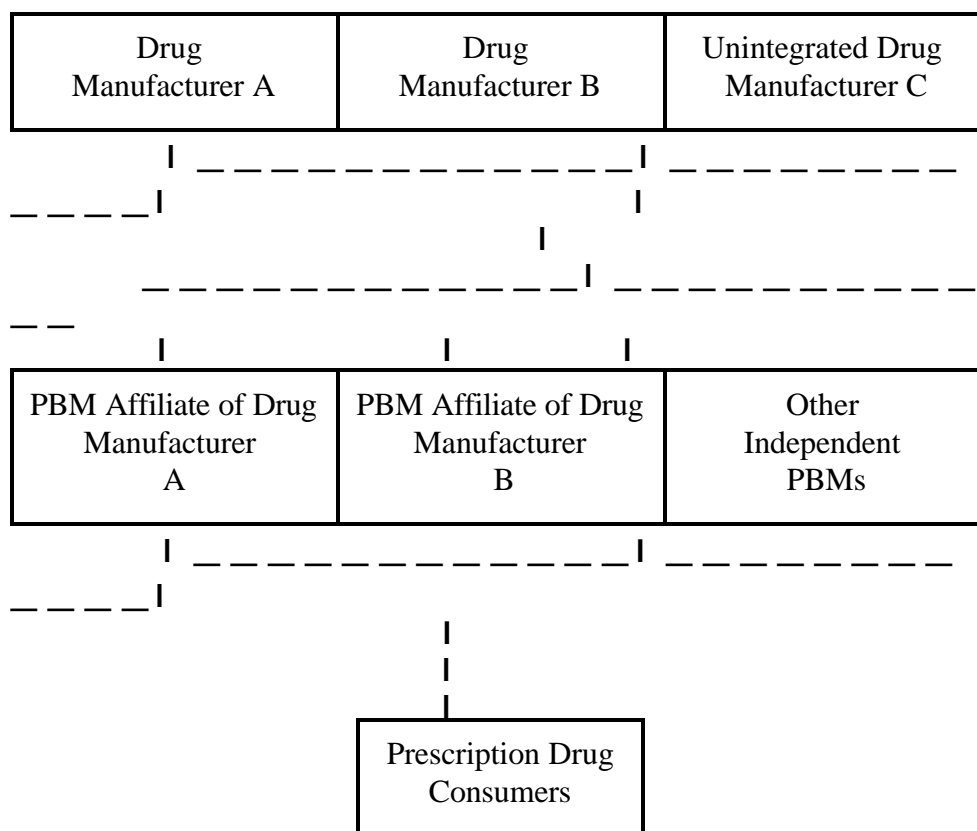 Drug
Manufacturer A
Drug
Manufacturer B
Unintegrated Drug
Manufacturer C
PBM Affiliate of Drug
Manufacturer
A
PBM Affiliate of Drug
Manufacturer
B
Other
Independent
PBMs
Prescription Drug
Consumers